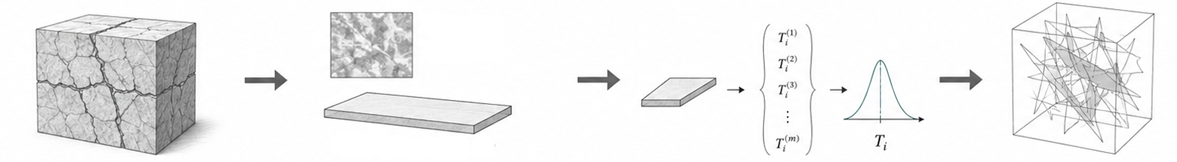 T_i^{(1)}
T_i^{(2)}
T_i^{(3)}
⋮
T_i^{(m)}
T_i